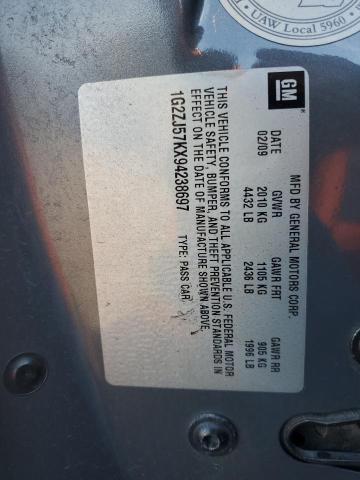 UAW Local 5960
GM
MFD BY GENERAL MOTORS CORP.
DATE GVWR GAWR FRT GAWR RR
02/09 2010 KG 1105 KG 905 KG
4432 LB 2436 LB 1996 LB
THIS VEHICLE CONFORMS TO ALL APPLICABLE U.S. FEDERAL MOTOR
VEHICLE SAFETY, BUMPER, AND THEFT PREVENTION STANDARDS IN
EFFECT ON THE DATE OF MANUFACTURE SHOWN ABOVE.
1G2ZJ57KX94238697 TYPE: PASS CAR